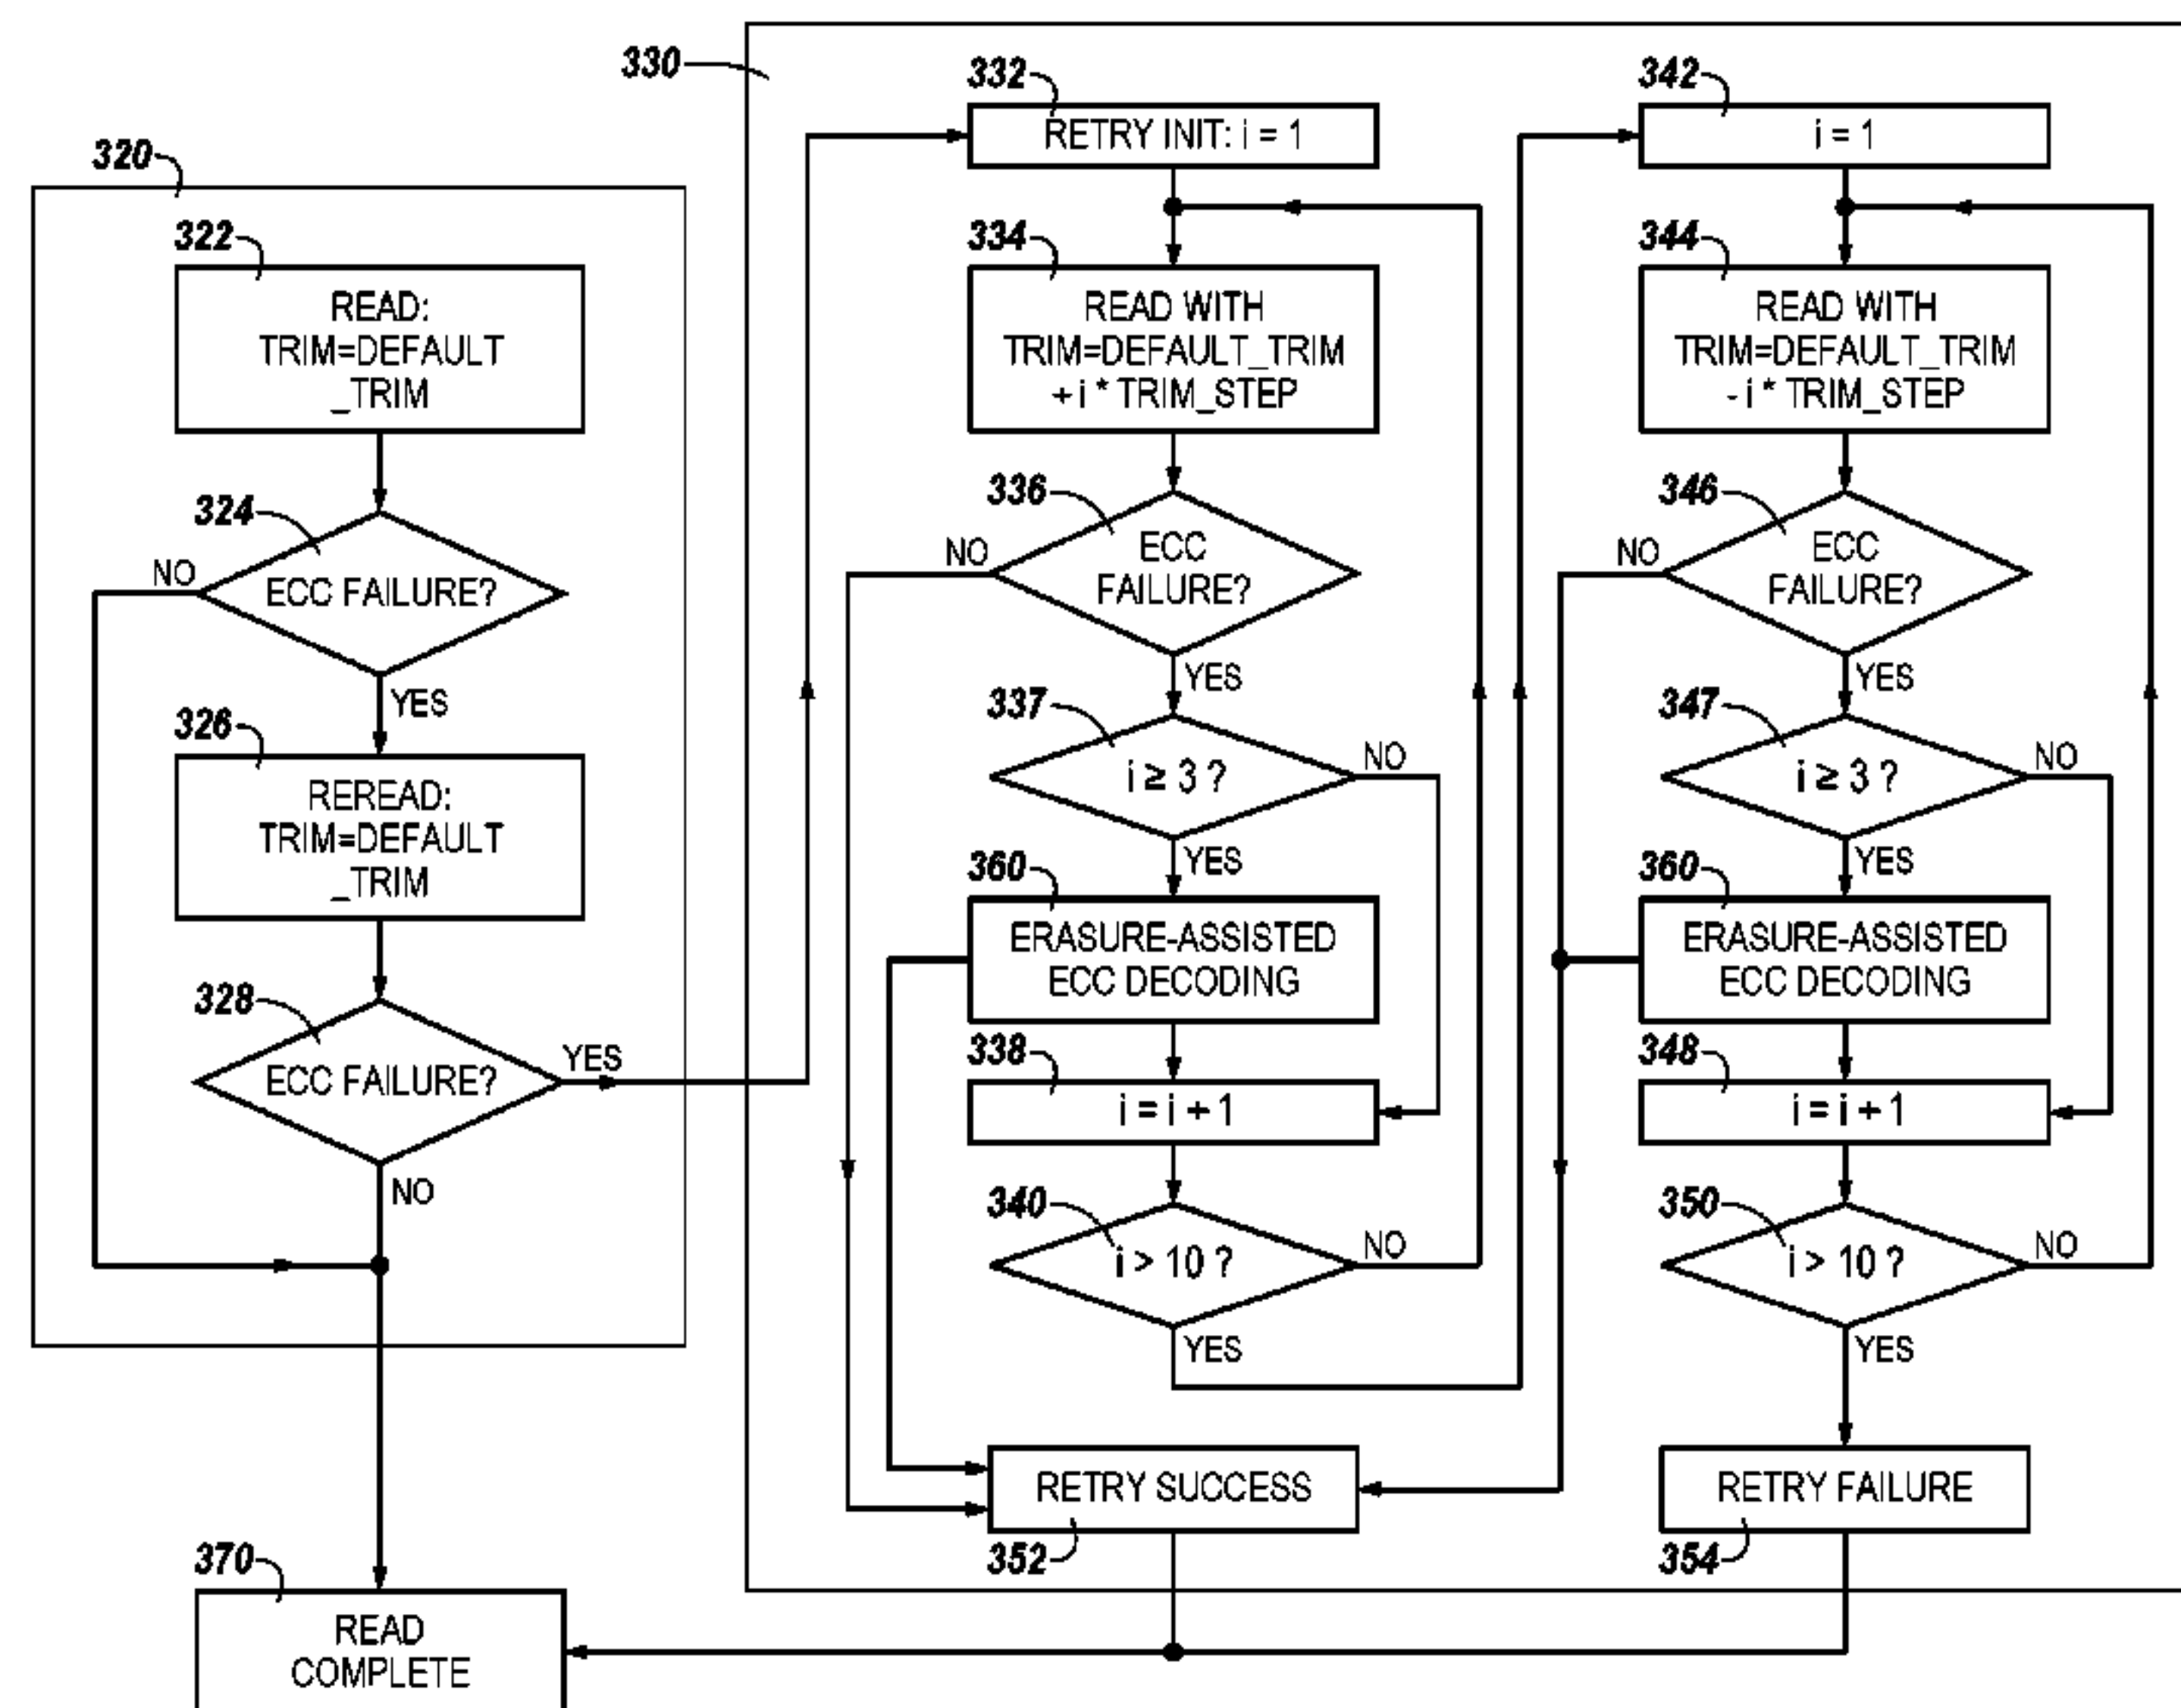 320
322
READ:
TRIM=DEFAULT
_TRIM
324
ECC FAILURE?
NO
YES
326
REREAD:
TRIM=DEFAULT
_TRIM
328
ECC FAILURE?
YES
NO
330
332
RETRY INIT: i = 1
334
READ WITH
TRIM=DEFAULT_TRIM
+ i * TRIM_STEP
336
ECC
FAILURE?
NO
YES
337
i ≥ 3 ?
NO
YES
360
ERASURE-ASSISTED
ECC DECODING
338
i = i + 1
340
i > 10 ?
NO
YES
342
i = 1
344
READ WITH
TRIM=DEFAULT_TRIM
- i * TRIM_STEP
346
ECC
FAILURE?
NO
YES
347
i ≥ 3 ?
NO
YES
360
ERASURE-ASSISTED
ECC DECODING
348
i = i + 1
350
i > 10 ?
NO
YES
RETRY SUCCESS
352
RETRY FAILURE
354
370
READ
COMPLETE